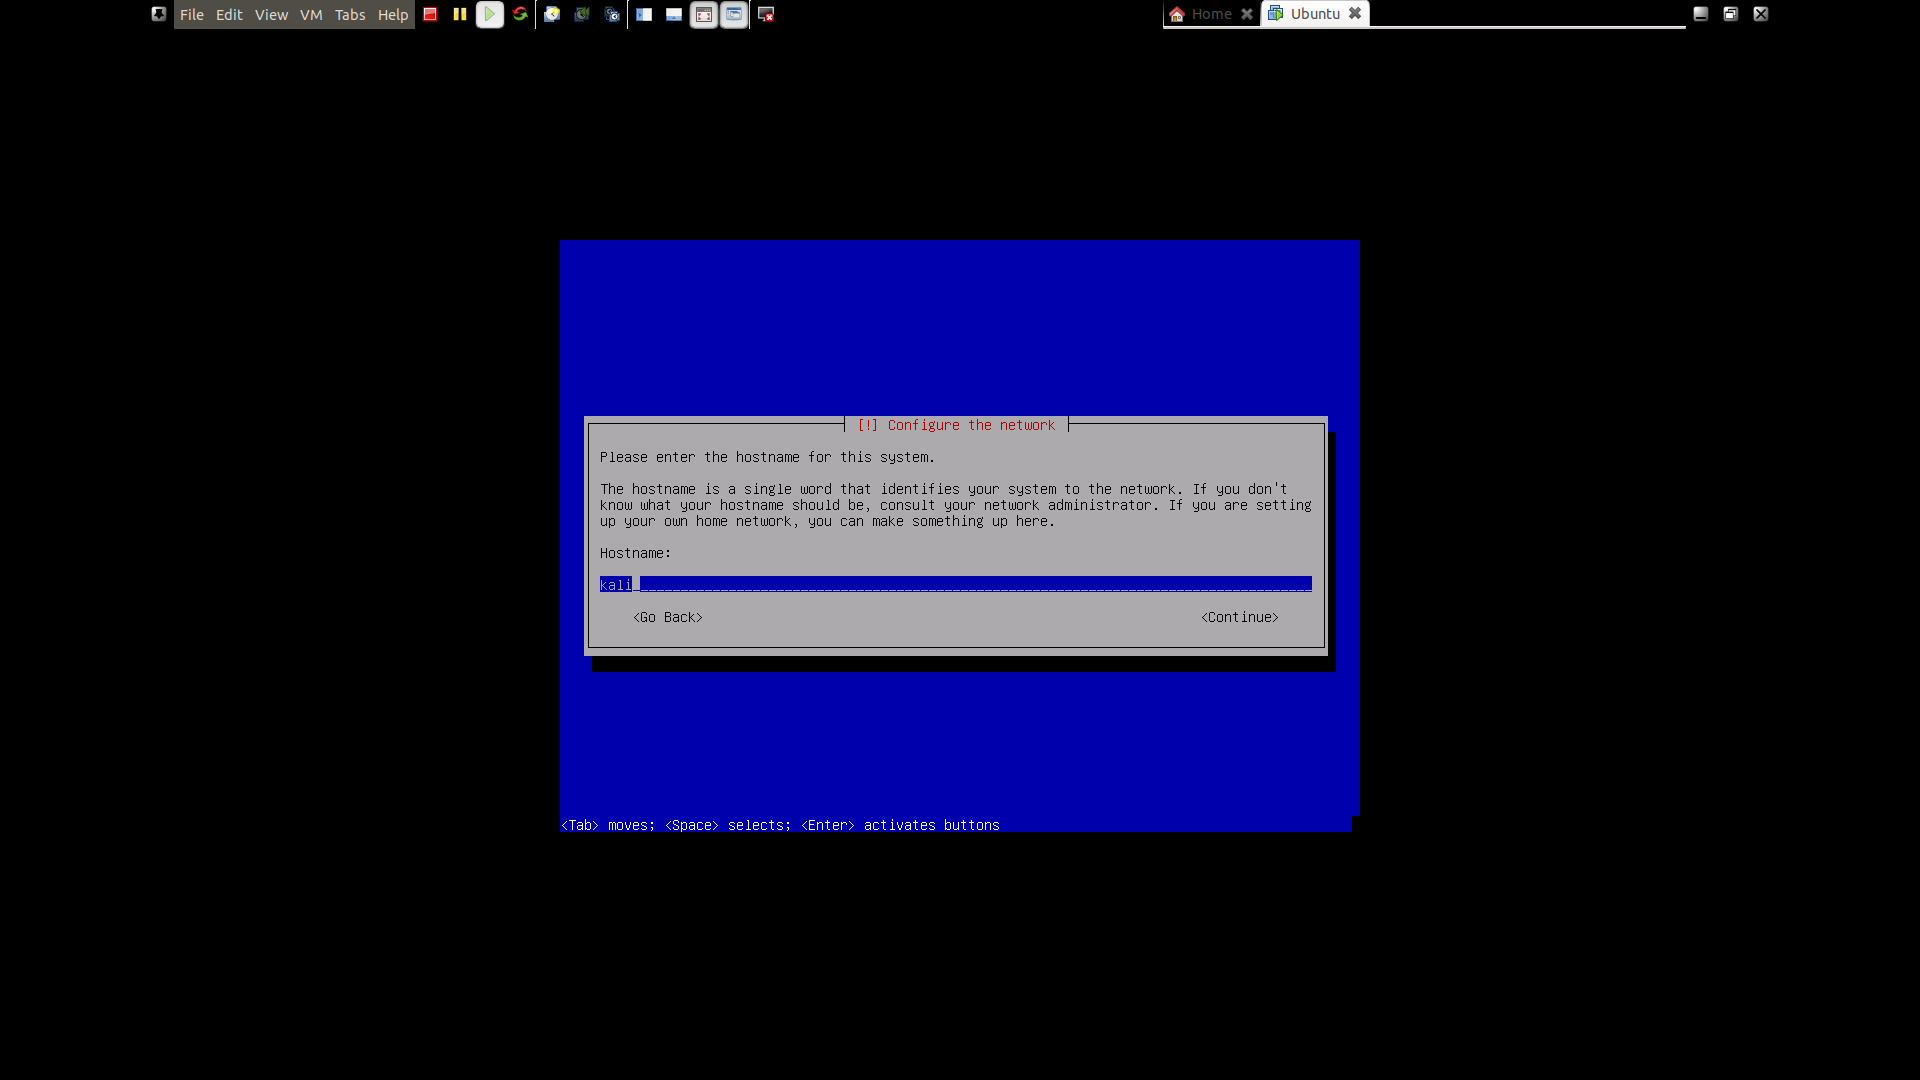 File Edit View VM Tabs Help
Home Ubuntu
[!] Configure the network
Please enter the hostname for this system.
The hostname is a single word that identifies your system to the network. If you don't
know what your hostname should be, consult your network administrator. If you are setting
up your own home network, you can make something up here.
Hostname:
kali
<Go Back> <Continue>
<Tab> moves; <Space> selects; <Enter> activates buttons